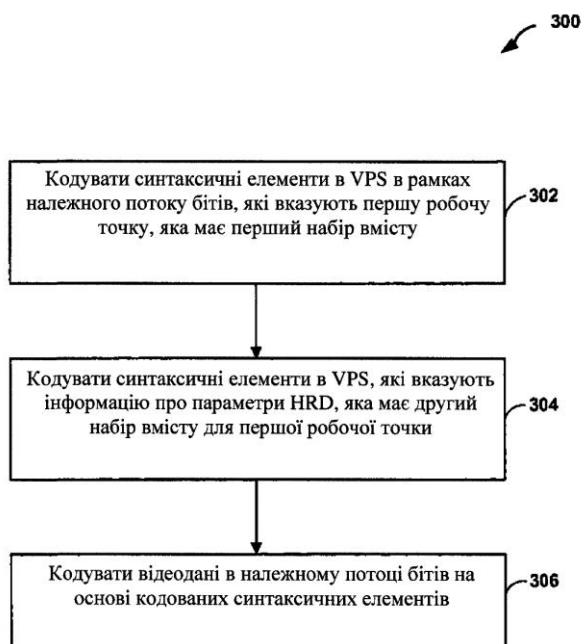 300
Кодувати синтаксичні елементи в VPS в рамках
належного потоку бітів, які вказують першу робочу
точку, яка має перший набір вмісту
302
Кодувати синтаксичні елементи в VPS, які вказують
інформацію про параметри HRD, яка має другий
набір вмісту для першої робочої точки
304
Кодувати відеодані в належному потоці бітів на
основі кодованих синтаксичних елементів
306